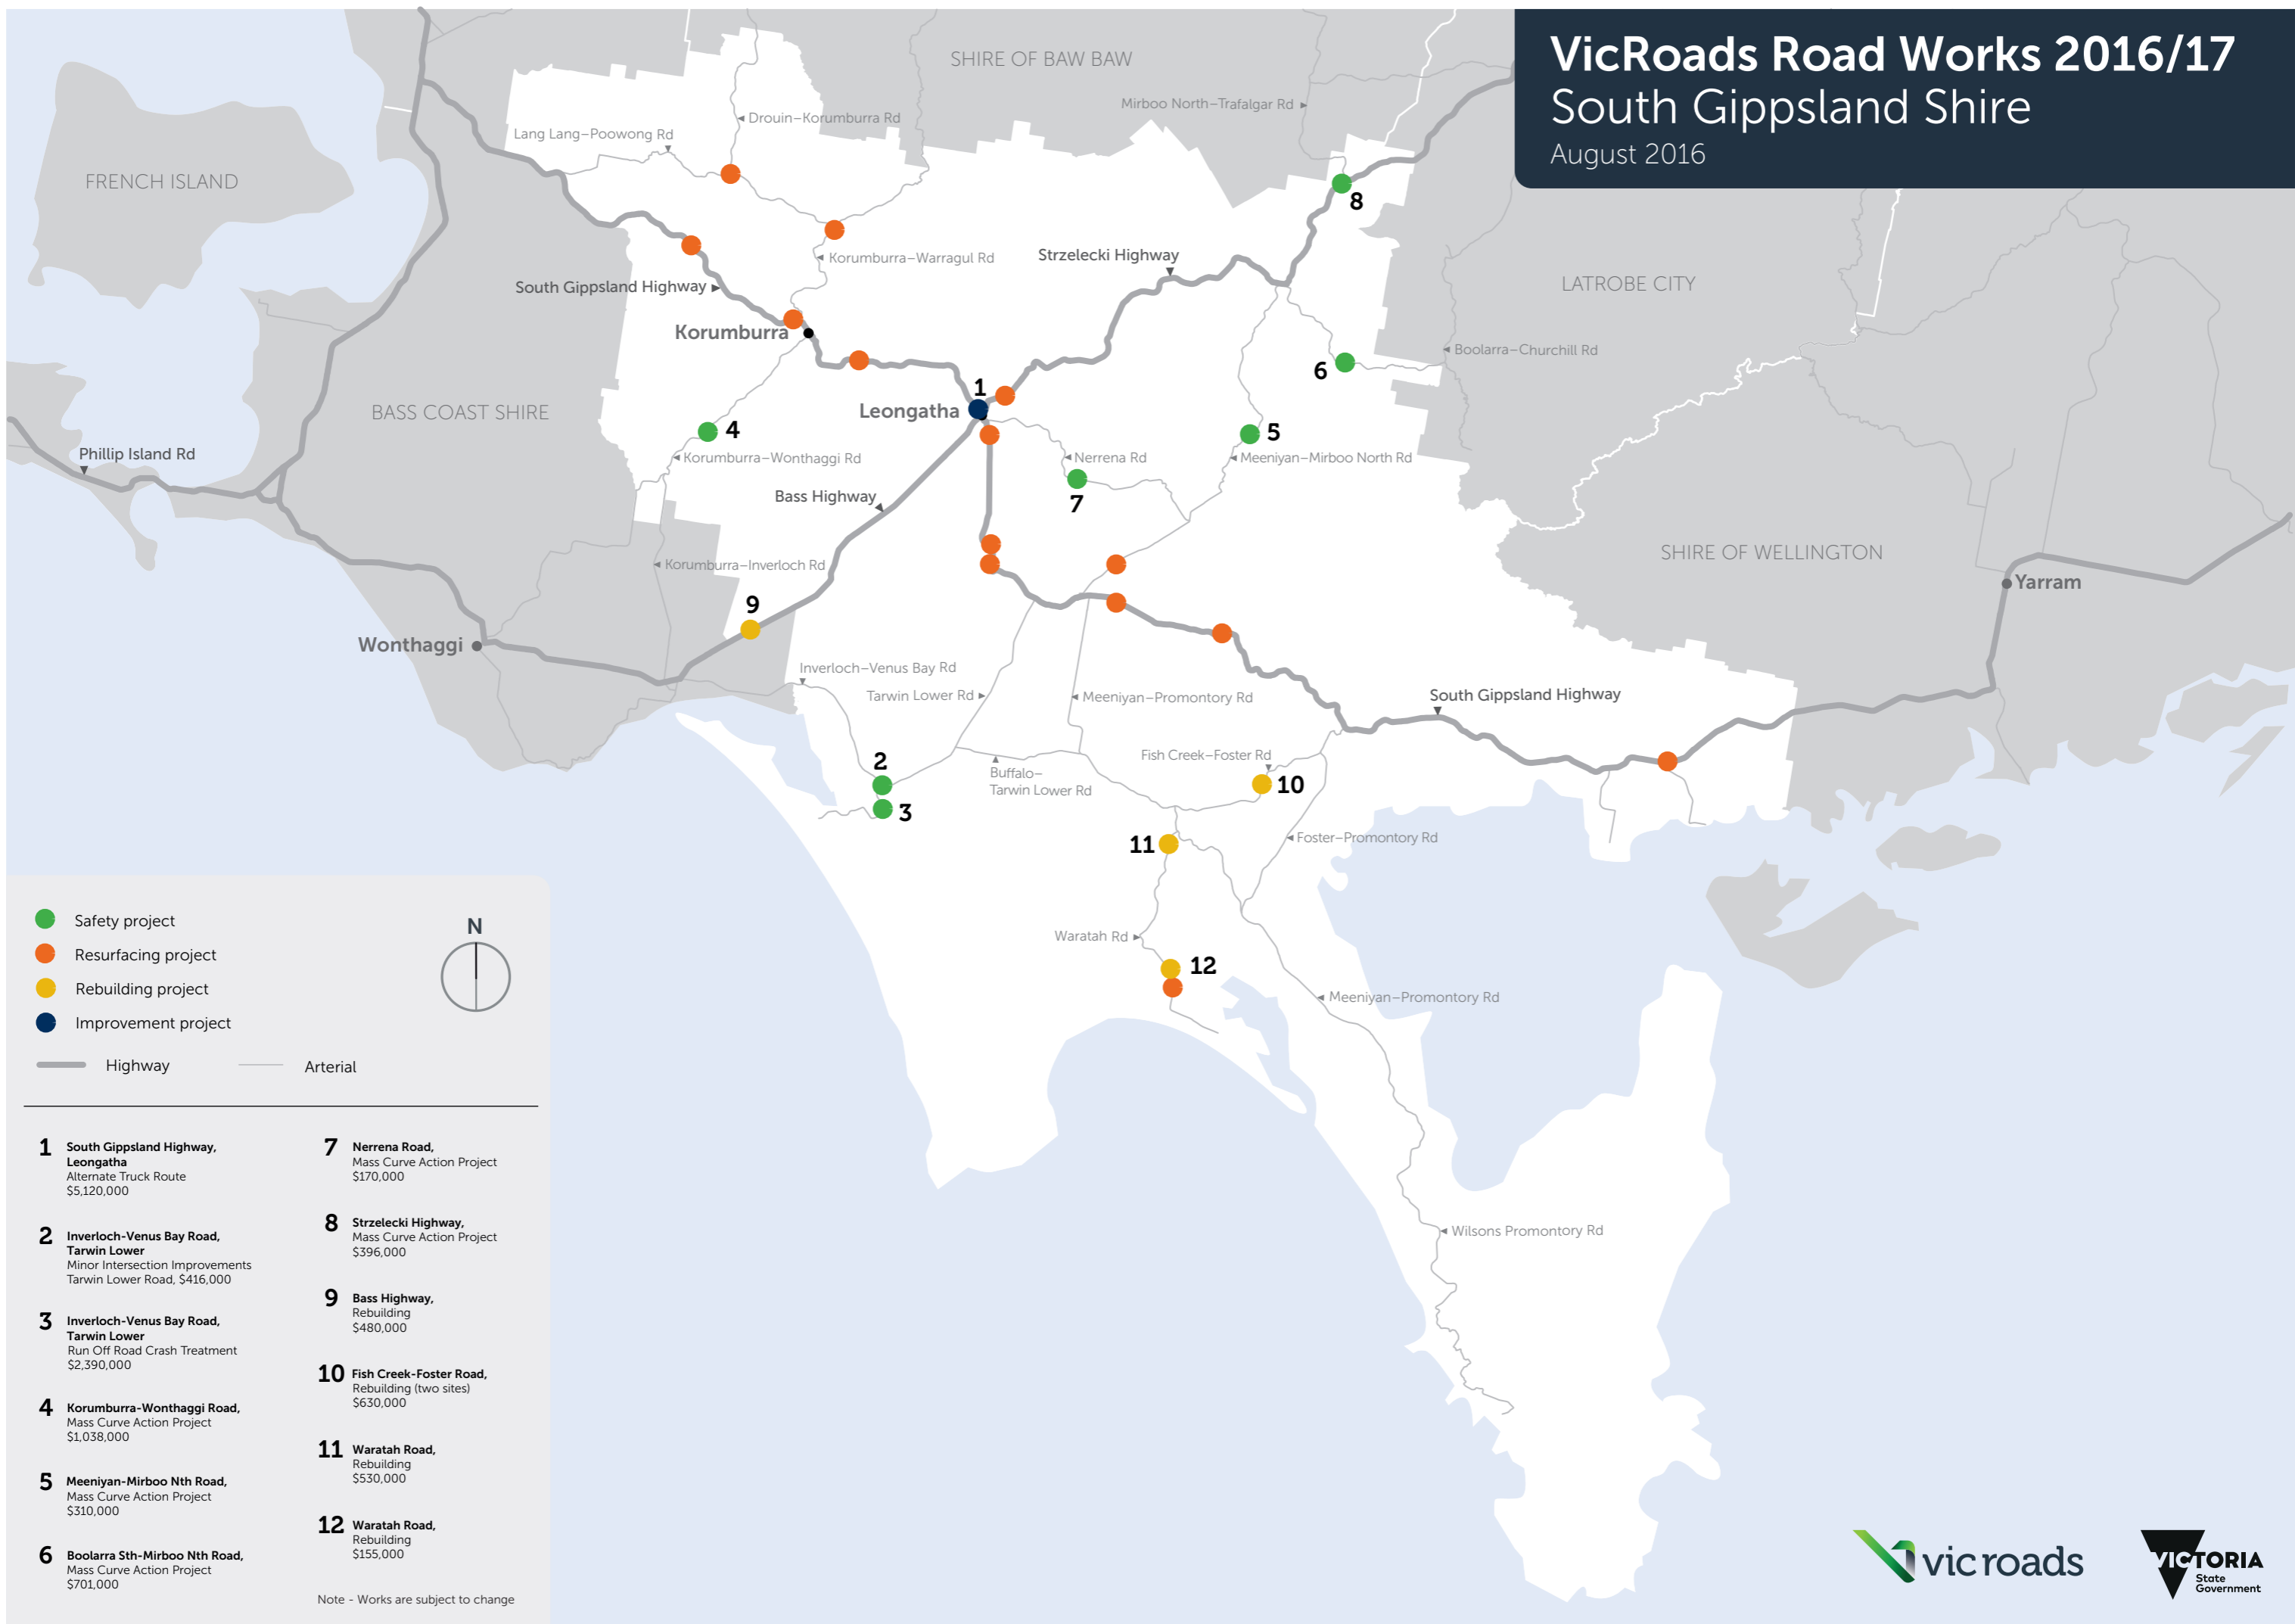 VicRoads Road Works 2016/17
South Gippsland Shire
August 2016
SHIRE OF BAW BAW
Mirboo North–Trafalgar Rd
Drouin–Korumburra Rd
Lang Lang–Poowong Rd
FRENCH ISLAND
8
Korumburra–Warragul Rd
Strzelecki Highway
South Gippsland Highway
LATROBE CITY
Korumburra
Boolarra–Churchill Rd
6
1
Leongatha
BASS COAST SHIRE
4
5
Phillip Island Rd
Korumburra–Wonthaggi Rd
Nerrena Rd
Meeniyan–Mirboo North Rd
Bass Highway
7
SHIRE OF WELLINGTON
Korumburra–Inverloch Rd
Yarram
9
Wonthaggi
Inverloch–Venus Bay Rd
Tarwin Lower Rd
Meeniyan–Promontory Rd
South Gippsland Highway
2
Fish Creek–Foster Rd
Buffalo–
Tarwin Lower Rd
10
3
11
Foster–Promontory Rd
Waratah Rd
12
Meeniyan–Promontory Rd
Wilsons Promontory Rd
Safety project
Resurfacing project
Rebuilding project
Improvement project
N
Highway
Arterial
1
South Gippsland Highway,
Leongatha
Alternate Truck Route
$5,120,000
2
Inverloch-Venus Bay Road,
Tarwin Lower
Minor Intersection Improvements
Tarwin Lower Road, $416,000
3
Inverloch-Venus Bay Road,
Tarwin Lower
Run Off Road Crash Treatment
$2,390,000
4
Korumburra-Wonthaggi Road,
Mass Curve Action Project
$1,038,000
5
Meeniyan-Mirboo Nth Road,
Mass Curve Action Project
$310,000
6
Boolarra Sth-Mirboo Nth Road,
Mass Curve Action Project
$701,000
7
Nerrena Road,
Mass Curve Action Project
$170,000
8
Strzelecki Highway,
Mass Curve Action Project
$396,000
9
Bass Highway,
Rebuilding
$480,000
10
Fish Creek-Foster Road,
Rebuilding (two sites)
$630,000
11
Waratah Road,
Rebuilding
$530,000
12
Waratah Road,
Rebuilding
$155,000
Note - Works are subject to change
vicroads
VICTORIA
State
Government